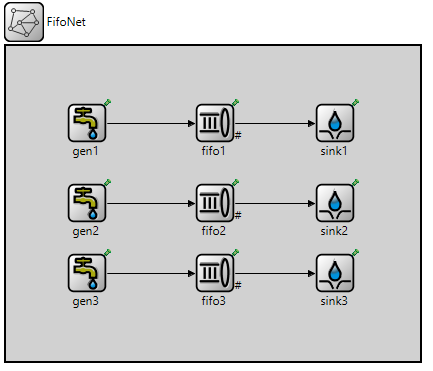 FifoNet
gen1 fifo1 # sink1
gen2 fifo2 # sink2
gen3 fifo3 # sink3